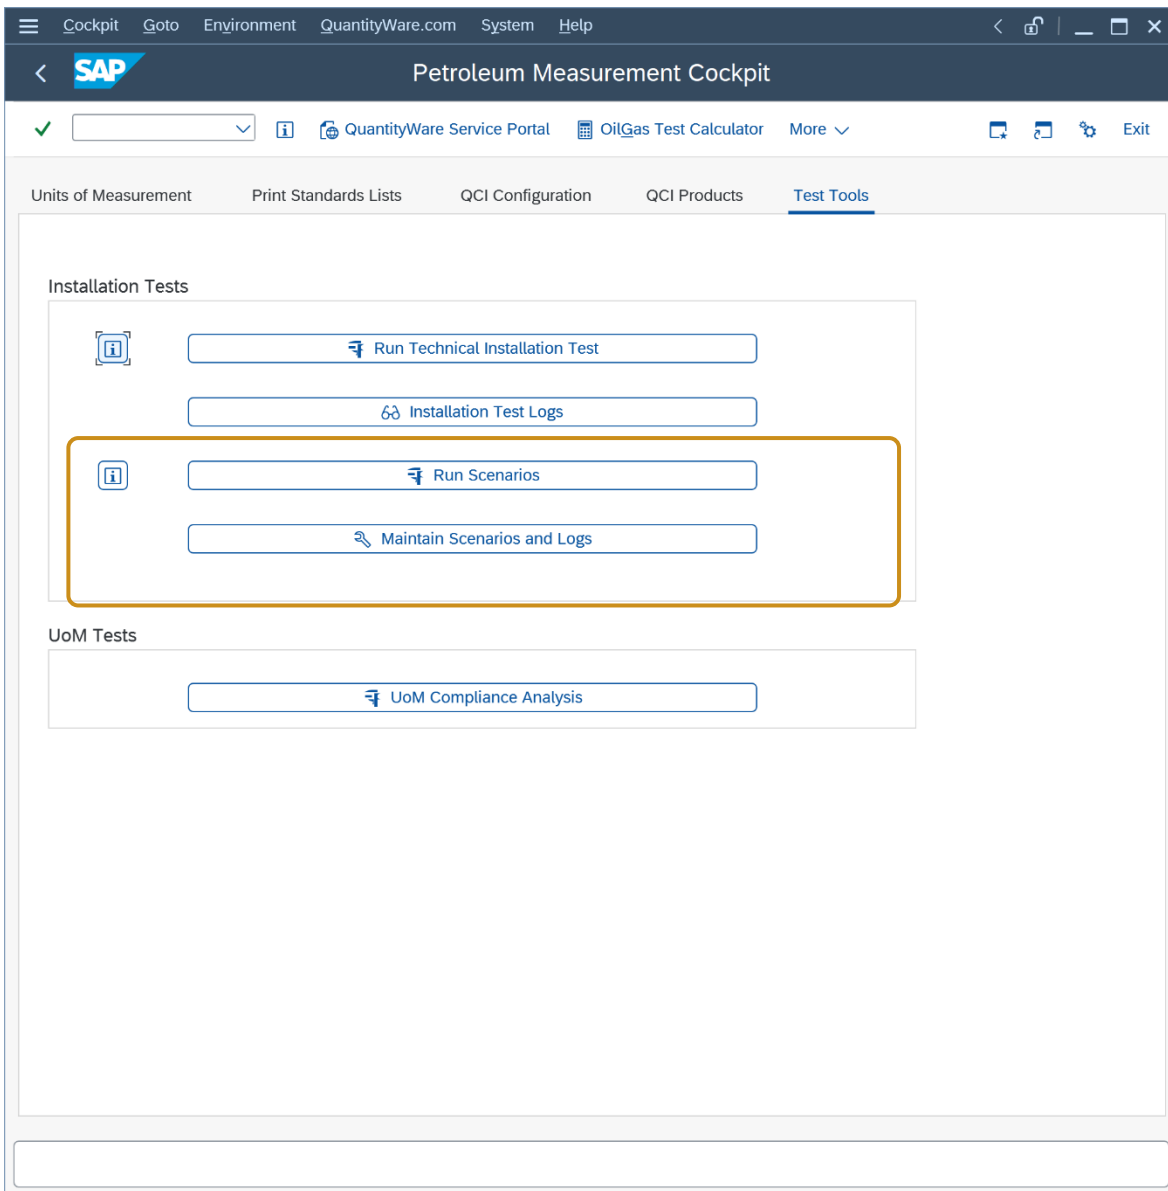 Cockpit Goto Environment QuantityWare.com System Help
SAP Petroleum Measurement Cockpit
QuantityWare Service Portal OilGas Test Calculator More Exit
Units of Measurement Print Standards Lists QCI Configuration QCI Products Test Tools
Installation Tests
Run Technical Installation Test
Installation Test Logs
Run Scenarios
Maintain Scenarios and Logs
UoM Tests
UoM Compliance Analysis